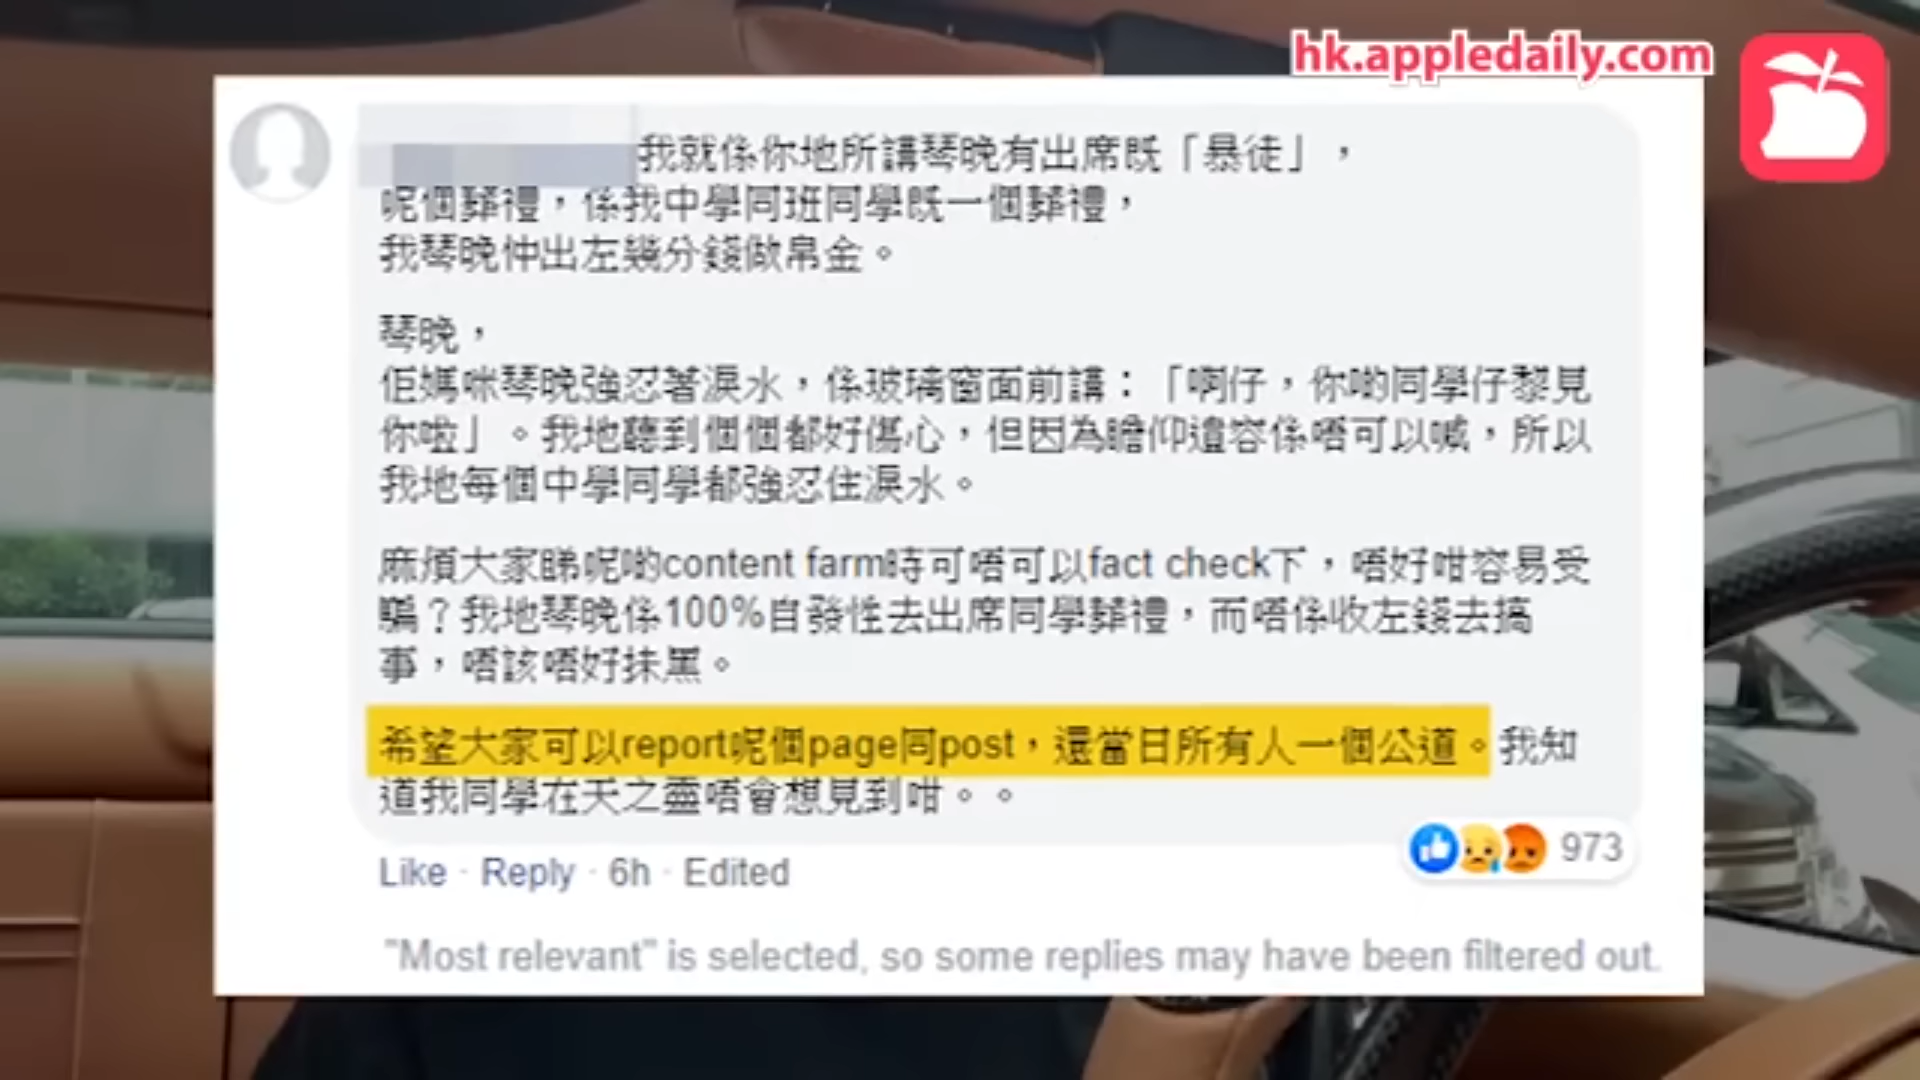 hk.appledaily.com
我就係你地所講琴晚有出席既「暴徒」，
呢個葬禮，係我中學同班同學既一個葬禮，
我琴晚仲出左幾分錢做帛金。
琴晚，
佢媽咪琴晚強忍著淚水，係玻璃窗面前講：「啊仔，你啲同學仔黎見
你啦」。我地聽到個個都好傷心，但因為瞻仰遺容係唔可以喊，所以
我地每個中學同學都強忍住淚水。
麻煩大家睇呢啲content farm時可唔可以fact check下，唔好咁容易受
騙？我地琴晚係100%自發性去出席同學葬禮，而唔係收左錢去搞
事，唔該唔好抹黑。
希望大家可以report呢個page同post，還當日所有人一個公道。我知
道我同學在天之靈唔會想見到咁。。
973
Like · Reply · 6h · Edited
"Most relevant" is selected, so some replies may have been filtered out.